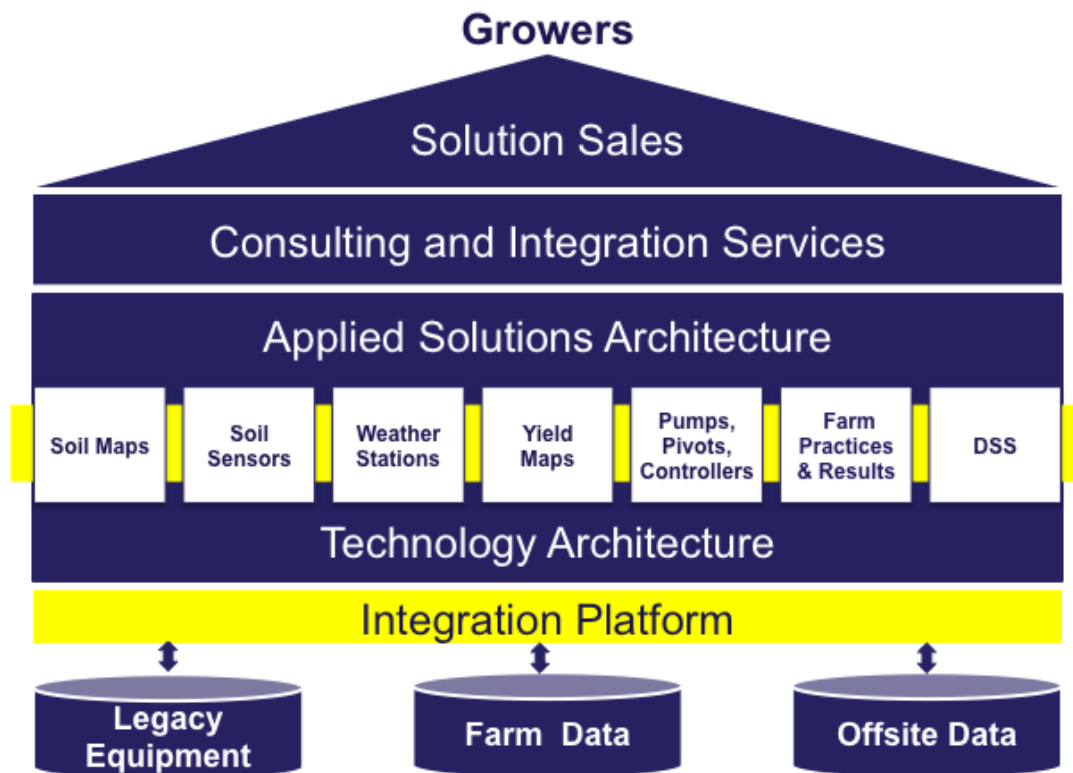 Growers
Solution Sales
Consulting and Integration Services
Applied Solutions Architecture
Soil Maps
Soil
Sensors
Weather
Stations
Yield
Maps
Pumps,
Pivots,
Controllers
Farm
Practices
& Results
DSS
Technology Architecture
Integration Platform
Legacy
Equipment
Farm Data
Offsite Data